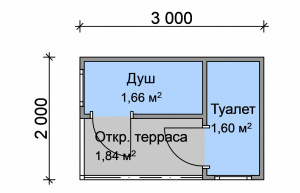 3 000
2 000
Душ
1,66 м²
Туалет
1,60 м²
Откр. терраса
1,84 м²